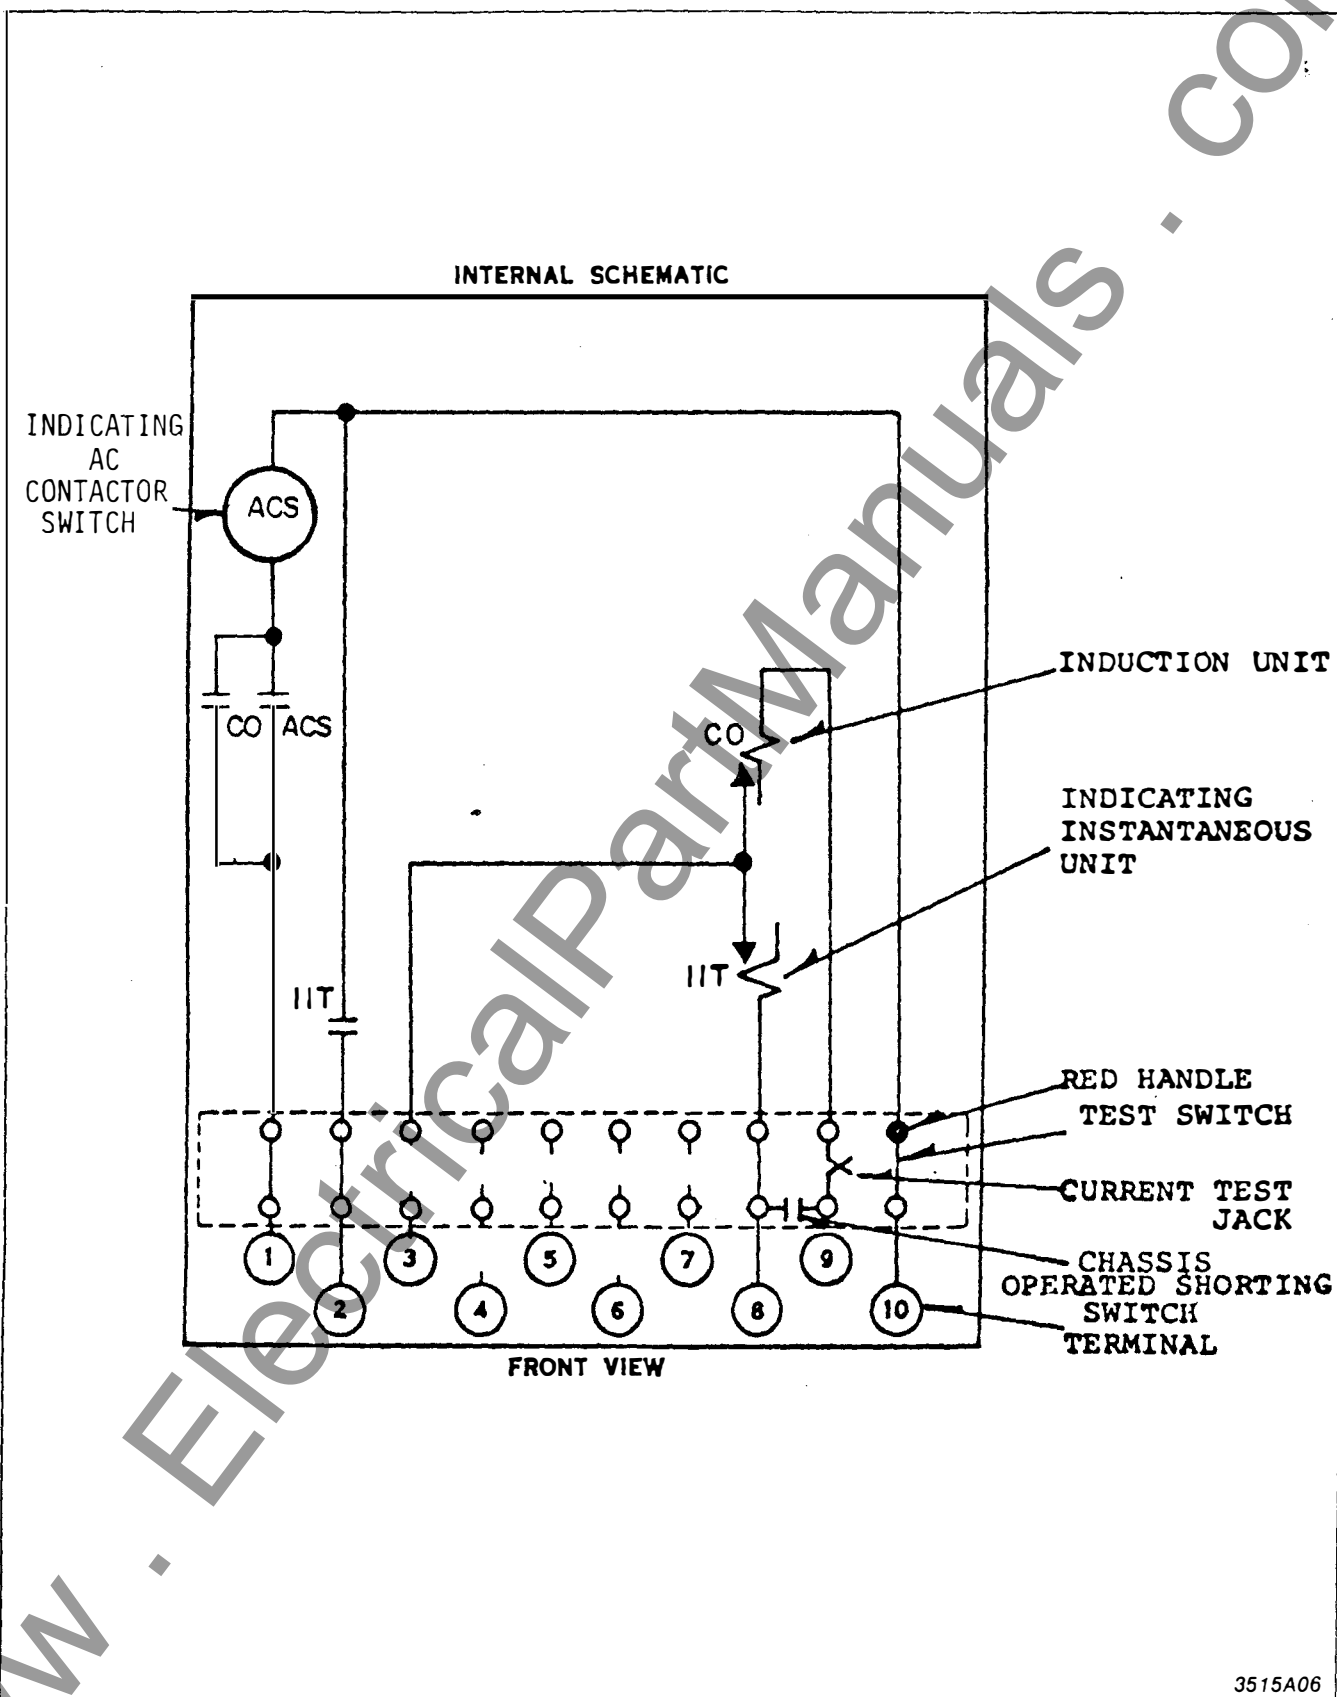 INTERNAL SCHEMATIC
INDICATING
AC
CONTACTOR
SWITCH
ACS
CO
ACS
IIT
CO
IIT
INDUCTION UNIT
INDICATING
INSTANTANEOUS
UNIT
RED HANDLE
TEST SWITCH
CURRENT TEST
JACK
CHASSIS
OPERATED SHORTING
SWITCH
TERMINAL
1
2
3
4
5
6
7
8
9
10
FRONT VIEW
3515A06
w . ElectricalPartManuals . co